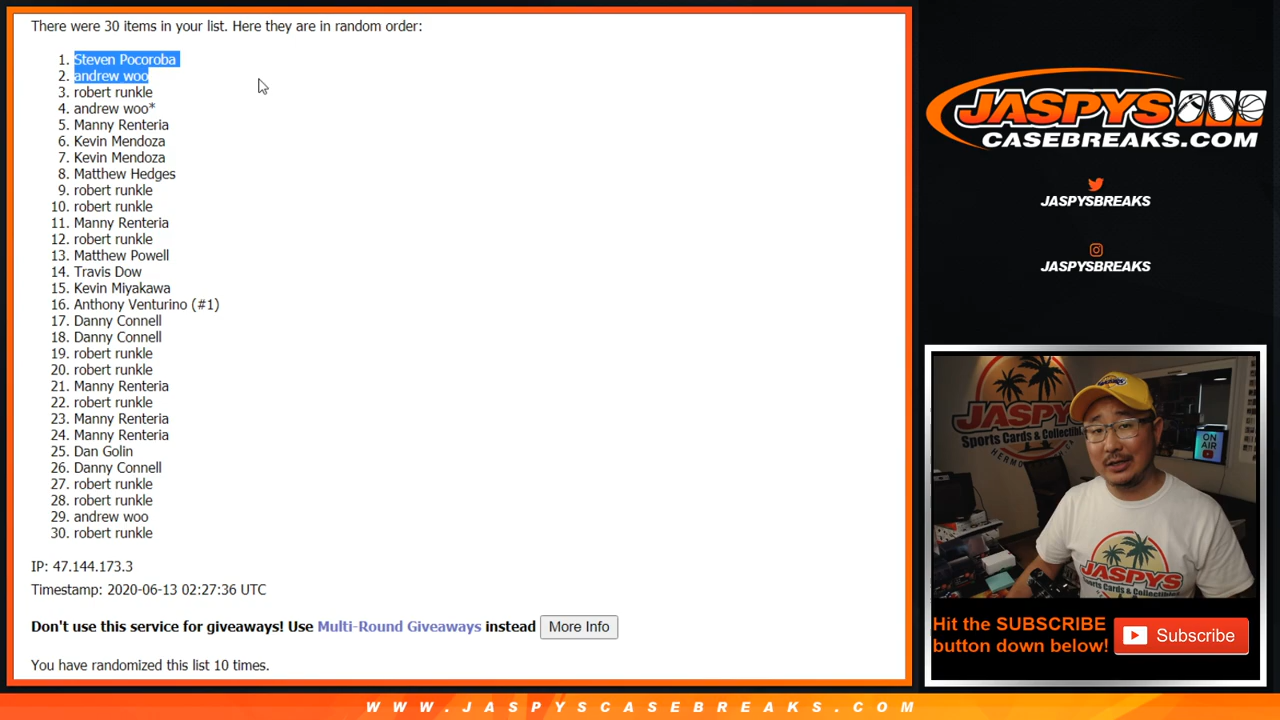 There were 30 items in your list. Here they are in random order:
1. Steven Pocoroba
2. andrew woo
3. robert runkle
4. andrew woo*
5. Manny Renteria
6. Kevin Mendoza
7. Kevin Mendoza
8. Matthew Hedges
9. robert runkle
10. robert runkle
11. Manny Renteria
12. robert runkle
13. Matthew Powell
14. Travis Dow
15. Kevin Miyakawa
16. Anthony Venturino (#1)
17. Danny Connell
18. Danny Connell
19. robert runkle
20. robert runkle
21. Manny Renteria
22. robert runkle
23. Manny Renteria
24. Manny Renteria
25. Dan Golin
26. Danny Connell
27. robert runkle
28. robert runkle
29. andrew woo
30. robert runkle
IP: 47.144.173.3
Timestamp: 2020-06-13 02:27:36 UTC
Don't use this service for giveaways! Use Multi-Round Giveaways instead More Info
You have randomized this list 10 times.
JASPYS
CASEBREAKS.COM
JASPYSBREAKS
JASPYSBREAKS
JASPYS
Sports Cards & Collectibles
ON
AIR
JASPYS
Hit the SUBSCRIBE
button down below!
Subscribe
WWW.JASPYSCASEBREAKS.COM